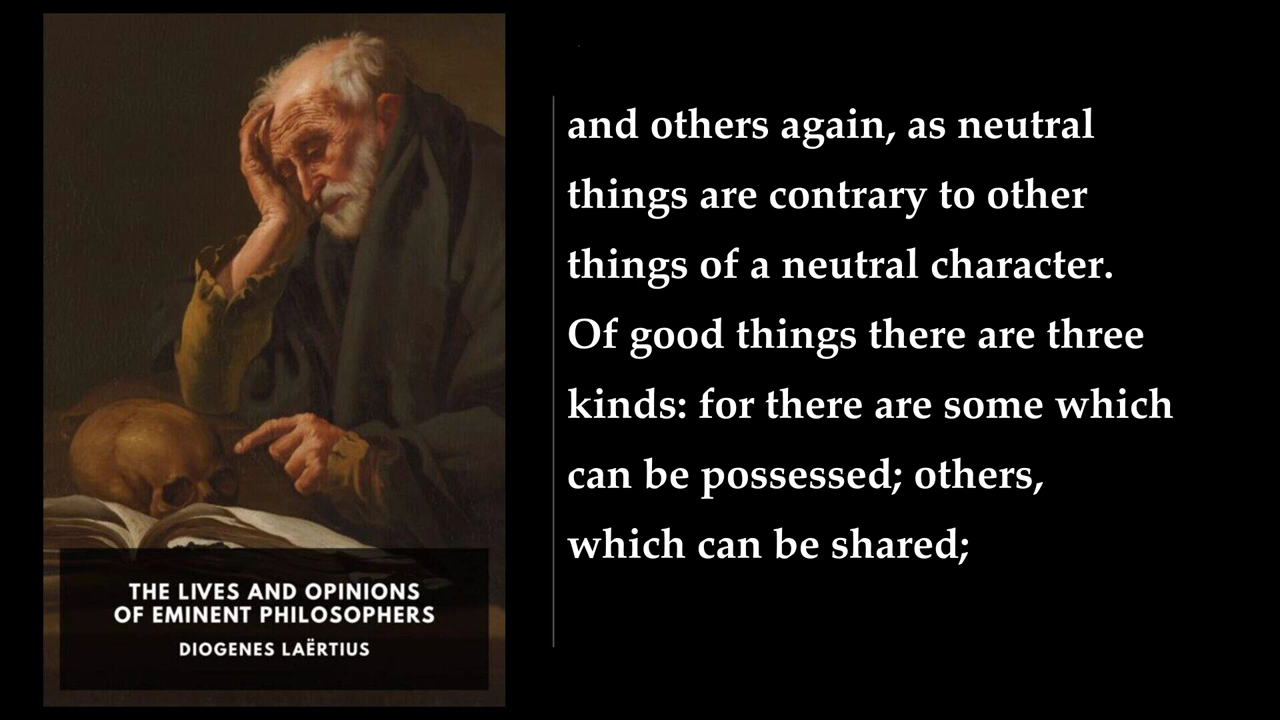 and others again, as neutral
things are contrary to other
things of a neutral character.
Of good things there are three
kinds: for there are some which
can be possessed; others,
which can be shared;
THE LIVES AND OPINIONS
OF EMINENT PHILOSOPHERS
DIOGENES LAËRTIUS